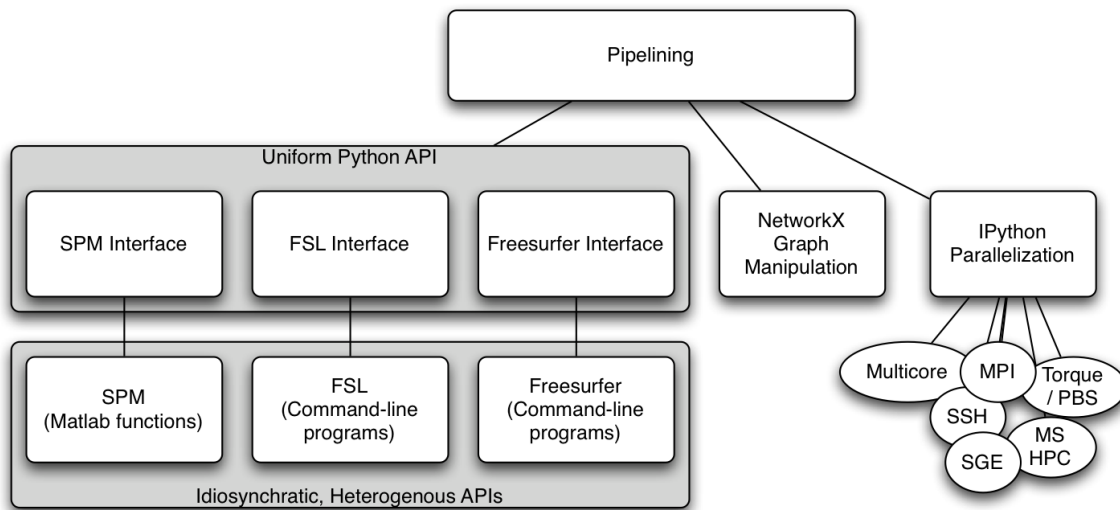 Pipelining
Uniform Python API
SPM Interface
FSL Interface
Freesurfer Interface
NetworkX
Graph
Manipulation
IPython
Parallelization
SPM
(Matlab functions)
FSL
(Command-line
programs)
Freesurfer
(Command-line
programs)
Idiosynchratic, Heterogenous APIs
Multicore
MPI
Torque
/ PBS
SSH
MS
HPC
SGE